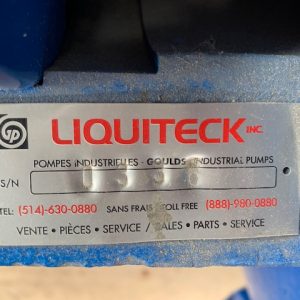 LIQUITECK INC.
POMPES INDUSTRIELLES - GOULDS - INDUSTRIAL PUMPS
S/N
TEL: (514)-630-0880 SANS FRAIS / TOLL FREE (888)-980-0880
VENTE • PIÈCES • SERVICE / SALES • PARTS • SERVICE